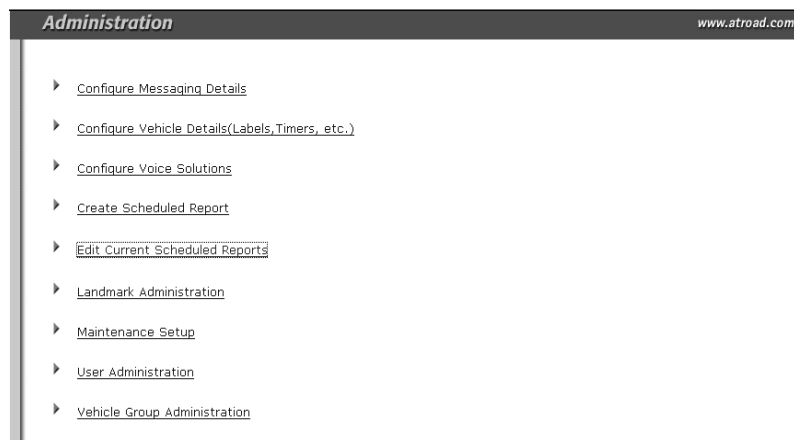 Administration
www.atroad.com
Configure Messaging Details
Configure Vehicle Details(Labels,Timers, etc.)
Configure Voice Solutions
Create Scheduled Report
Edit Current Scheduled Reports
Landmark Administration
Maintenance Setup
User Administration
Vehicle Group Administration